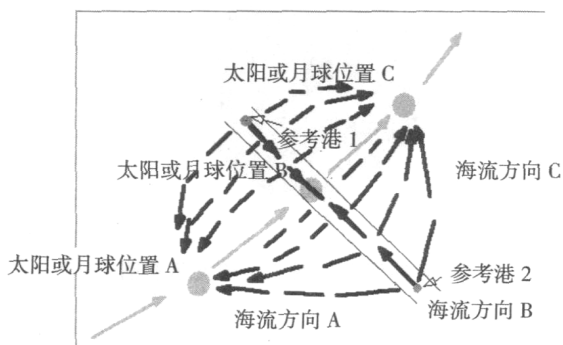 太阳或月球位置 C
参考港 1
太阳或月球位置 B
海流方向 C
太阳或月球位置 A
参考港 2
海流方向 B
海流方向 A